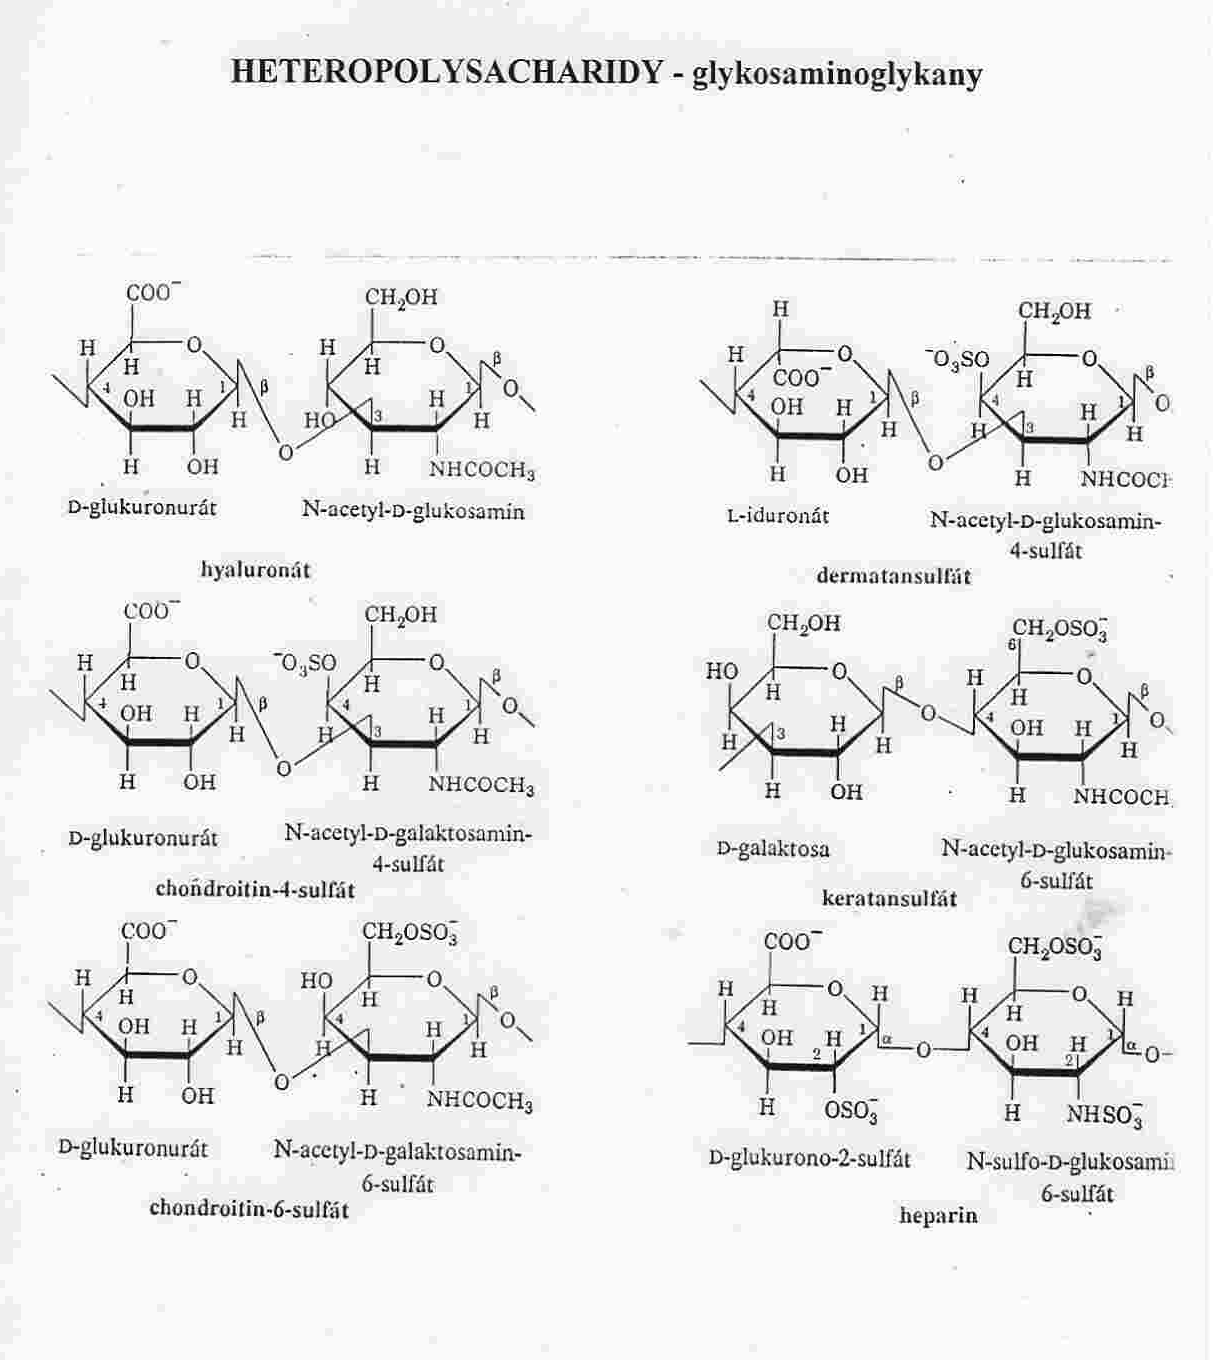 HETEROPOLYSACHARIDY - glykosaminoglykany
COO⁻ CH₂OH
H O H O β
H H
4 OH H 1 β HO 3 H 1 O
H H
O
H OH H NHCOCH₃
D-glukuronurát N-acetyl-D-glukosamin
hyaluronát
H CH₂OH
H O ⁻O₃SO O β
COO⁻ H
4 OH H 1 β 4 H 3 H 1 O
H H
O
H OH H NHCOCH
L-iduronát N-acetyl-D-glukosamin-
4-sulfát
dermatansulfát
COO⁻ CH₂OH
H O ⁻O₃SO O β
H H
4 OH H 1 β 4 H 3 H 1 O
H H
O
H OH H NHCOCH₃
D-glukuronurát N-acetyl-D-galaktosamin-
4-sulfát
chondroitin-4-sulfát
CH₂OH CH₂OSO₃⁻
6
HO O β H O β
H H
H 3 H O 4 OH H 1 O
H H
H OH H NHCOCH
D-galaktosa N-acetyl-D-glukosamin-
6-sulfát
keratansulfát
COO⁻ CH₂OSO₃⁻
H O HO O β
H H
4 OH H 1 β 4 H H 1 O
H H
O
H OH H NHCOCH₃
D-glukuronurát N-acetyl-D-galaktosamin-
6-sulfát
chondroitin-6-sulfát
COO⁻ CH₂OSO₃⁻
H O H H O H
H H
4 OH H 1 α O 4 OH H 1 α O
2 2
H OSO₃⁻ H NHSO₃⁻
D-glukurono-2-sulfát N-sulfo-D-glukosami
6-sulfát
heparin